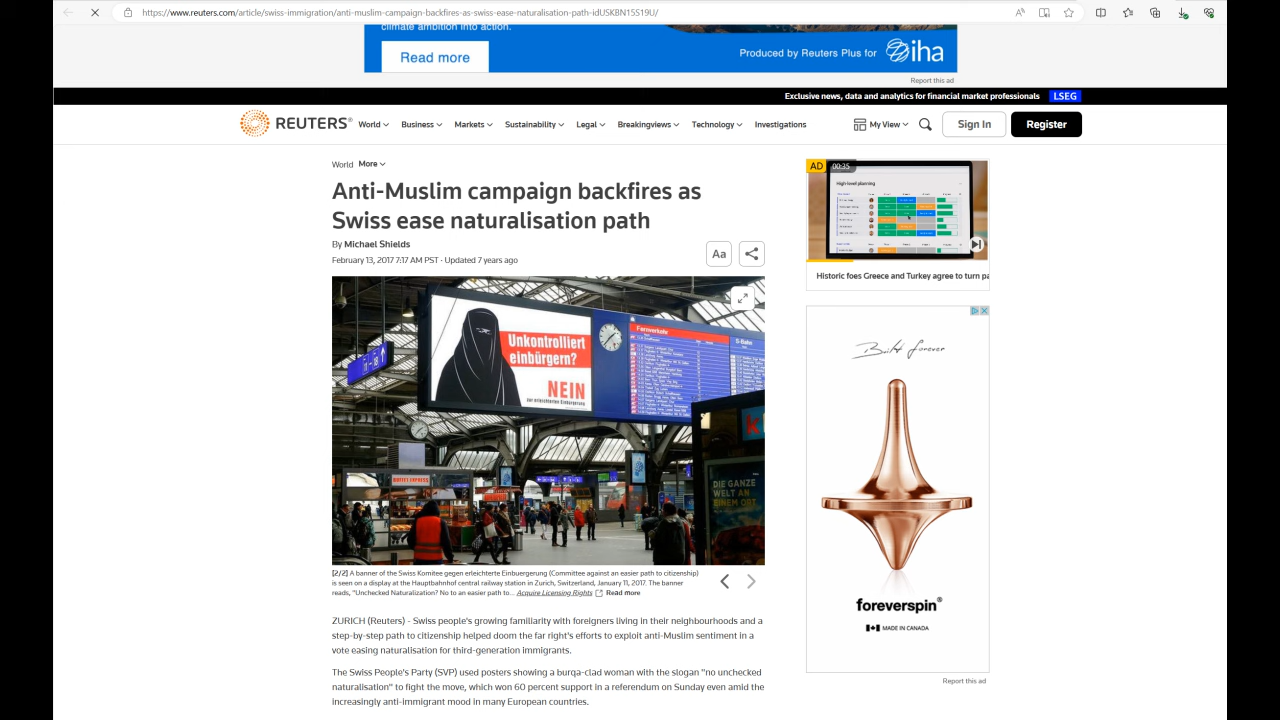 https://www.reuters.com/article/swiss-immigration/anti-muslim-campaign-backfires-as-swiss-ease-naturalisation-path-idUSKBN15S19U/
climate ambition into action.
Read more
Produced by Reuters Plus for
iha
Report this ad
Exclusive news, data and analytics for financial market professionals
LSEG
REUTERS®
World
Business
Markets
Sustainability
Legal
Breakingviews
Technology
Investigations
My View
Sign In
Register
World More
Anti-Muslim campaign backfires as
Swiss ease naturalisation path
By Michael Shields
February 13, 2017 7:17 AM PST · Updated 7 years ago
Aa
Unkontrolliert
einbürgern?
NEIN
zur erleichterten Einbürgerung
Fernverkehr
S-Bahn
BUFFET EXPRESS
DIE GANZE
WELT AN
EINEM ORT
[2/2] A banner of the Swiss Komitee gegen erleichterte Einbuergerung (Committee against an easier path to citizenship)
is seen on a display at the Hauptbahnhof central railway station in Zurich, Switzerland, January 11, 2017. The banner
reads, "Unchecked Naturalization? No to an easier path to... Acquire Licensing Rights Read more
ZURICH (Reuters) - Swiss people's growing familiarity with foreigners living in their neighbourhoods and a
step-by-step path to citizenship helped doom the far right's efforts to exploit anti-Muslim sentiment in a
vote easing naturalisation for third-generation immigrants.
The Swiss People's Party (SVP) used posters showing a burqa-clad woman with the slogan "no unchecked
naturalisation" to fight the move, which won 60 percent support in a referendum on Sunday even amid the
increasingly anti-immigrant mood in many European countries.
AD 00:35
High-level planning
Historic foes Greece and Turkey agree to turn pa
Built forever
foreverspin®
MADE IN CANADA
Report this ad